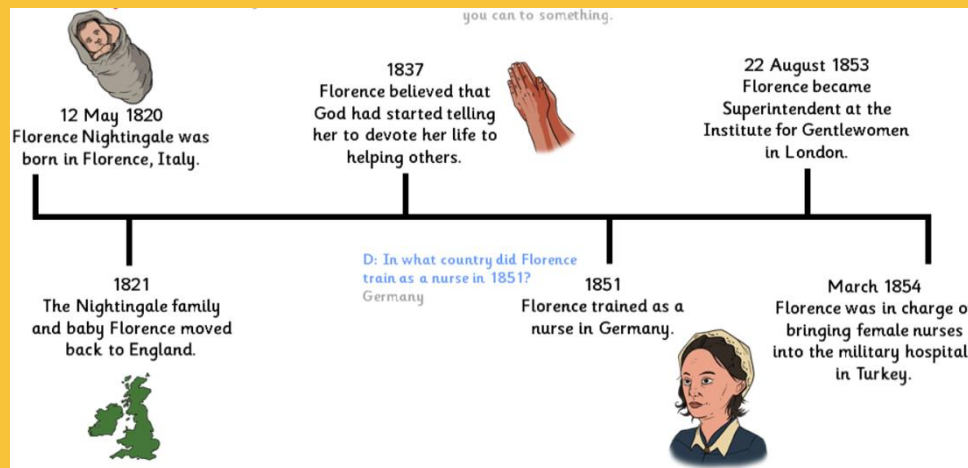 you can to something.
12 May 1820
Florence Nightingale was
born in Florence, Italy.
1837
Florence believed that
God had started telling
her to devote her life to
helping others.
22 August 1853
Florence became
Superintendent at the
Institute for Gentlewomen
in London.
1821
The Nightingale family
and baby Florence moved
back to England.
D: In what country did Florence
train as a nurse in 1851?
Germany
1851
Florence trained as a
nurse in Germany.
March 1854
Florence was in charge o
bringing female nurses
into the military hospital
in Turkey.